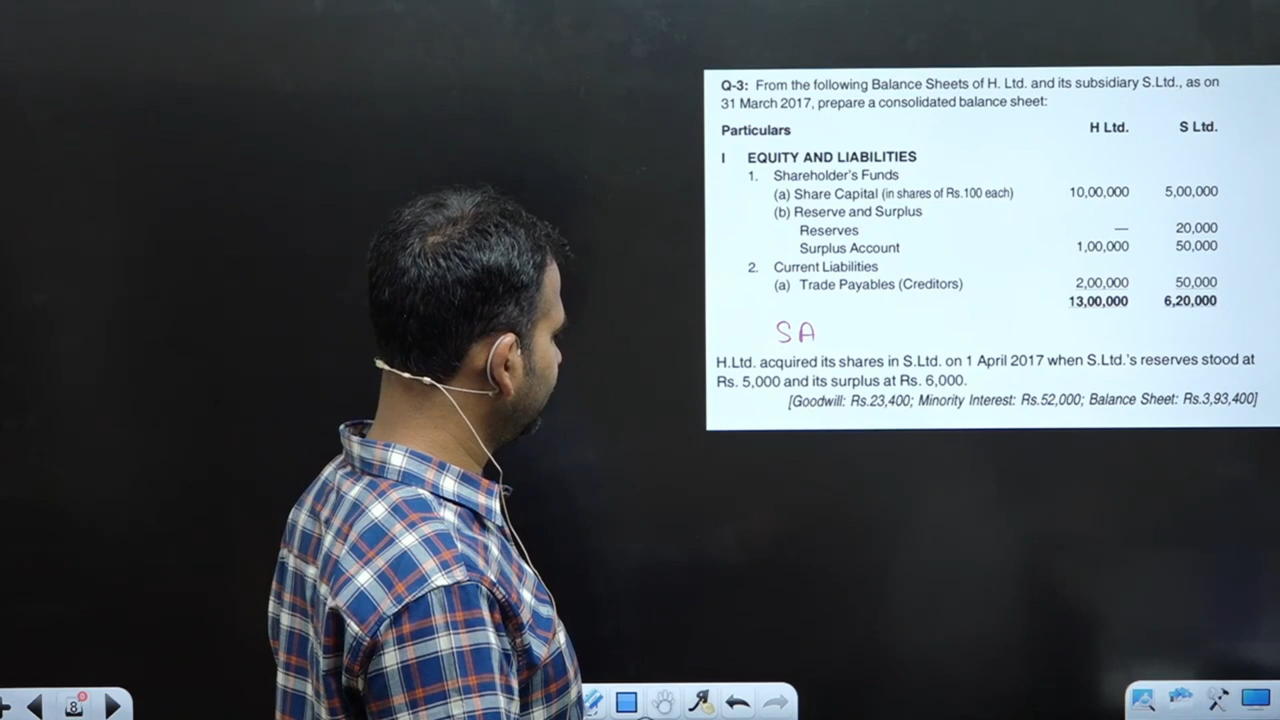 Q-3: From the following Balance Sheets of H. Ltd. and its subsidiary S.Ltd., as on
31 March 2017, prepare a consolidated balance sheet:
Particulars H Ltd. S Ltd.
I EQUITY AND LIABILITIES
1. Shareholder's Funds
(a) Share Capital (in shares of Rs.100 each) 10,00,000 5,00,000
(b) Reserve and Surplus
Reserves — 20,000
Surplus Account 1,00,000 50,000
2. Current Liabilities
(a) Trade Payables (Creditors) 2,00,000 50,000
13,00,000 6,20,000
SA
H.Ltd. acquired its shares in S.Ltd. on 1 April 2017 when S.Ltd.'s reserves stood at
Rs. 5,000 and its surplus at Rs. 6,000.
[Goodwill: Rs.23,400; Minority Interest: Rs.52,000; Balance Sheet: Rs.3,93,400]
8